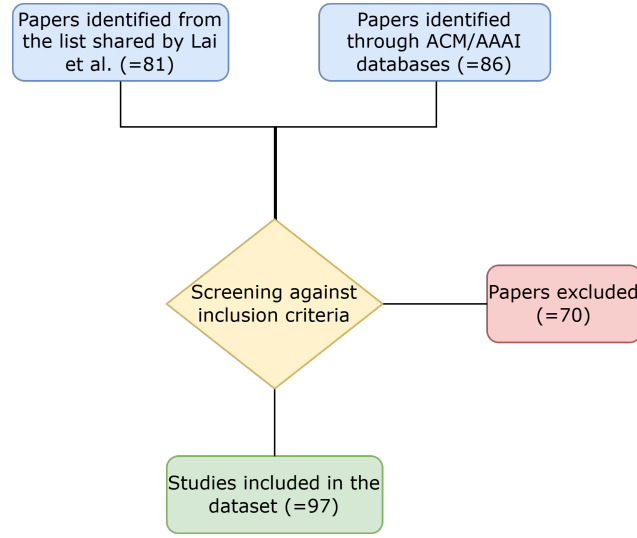 Papers identified from
the list shared by Lai
et al. (=81)
Papers identified
through ACM/AAAI
databases (=86)
Screening against
inclusion criteria
Papers excluded
(=70)
Studies included in the
dataset (=97)